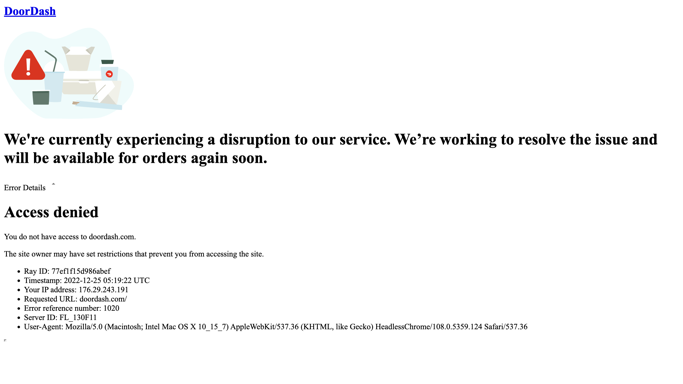 DoorDash
We're currently experiencing a disruption to our service. We’re working to resolve the issue and
will be available for orders again soon.
Error Details
Access denied
You do not have access to doordash.com.
The site owner may have set restrictions that prevent you from accessing the site.
• Ray ID: 77ef1f15d986abef
• Timestamp: 2022-12-25 05:19:22 UTC
• Your IP address: 176.29.243.191
• Requested URL: doordash.com/
• Error reference number: 1020
• Server ID: FL_130F11
• User-Agent: Mozilla/5.0 (Macintosh; Intel Mac OS X 10_15_7) AppleWebKit/537.36 (KHTML, like Gecko) HeadlessChrome/108.0.5359.124 Safari/537.36